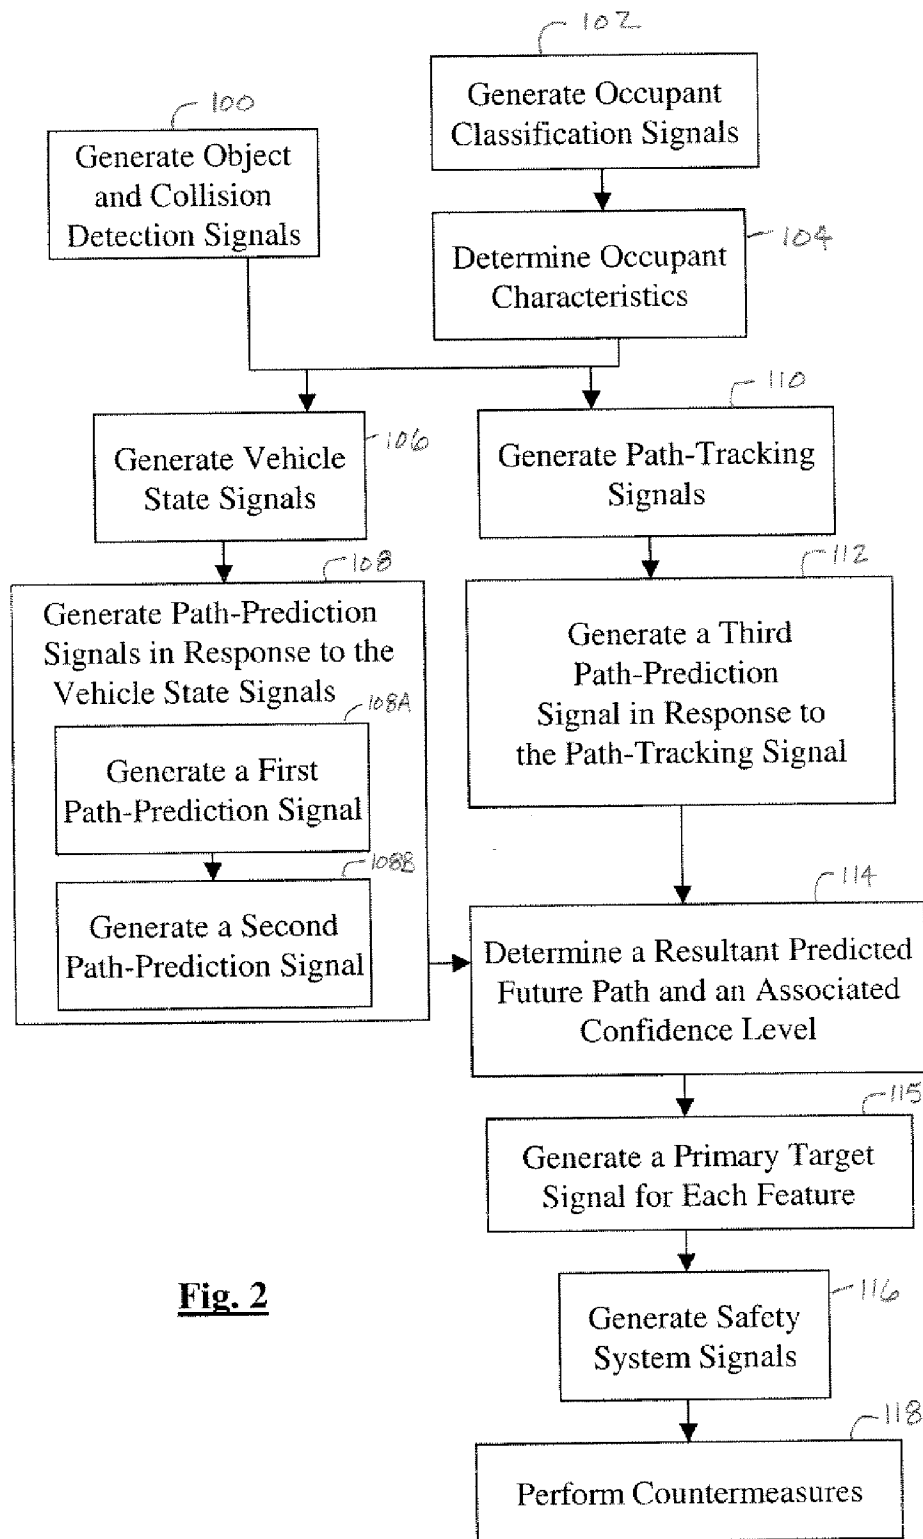 102
Generate Occupant
Classification Signals
100
Generate Object
and Collision
Detection Signals
104
Determine Occupant
Characteristics
106
Generate Vehicle
State Signals
110
Generate Path-Tracking
Signals
108
Generate Path-Prediction
Signals in Response to the
Vehicle State Signals
108A
Generate a First
Path-Prediction Signal
108B
Generate a Second
Path-Prediction Signal
112
Generate a Third
Path-Prediction
Signal in Response to
the Path-Tracking Signal
114
Determine a Resultant Predicted
Future Path and an Associated
Confidence Level
115
Generate a Primary Target
Signal for Each Feature
116
Generate Safety
System Signals
118
Perform Countermeasures
Fig. 2